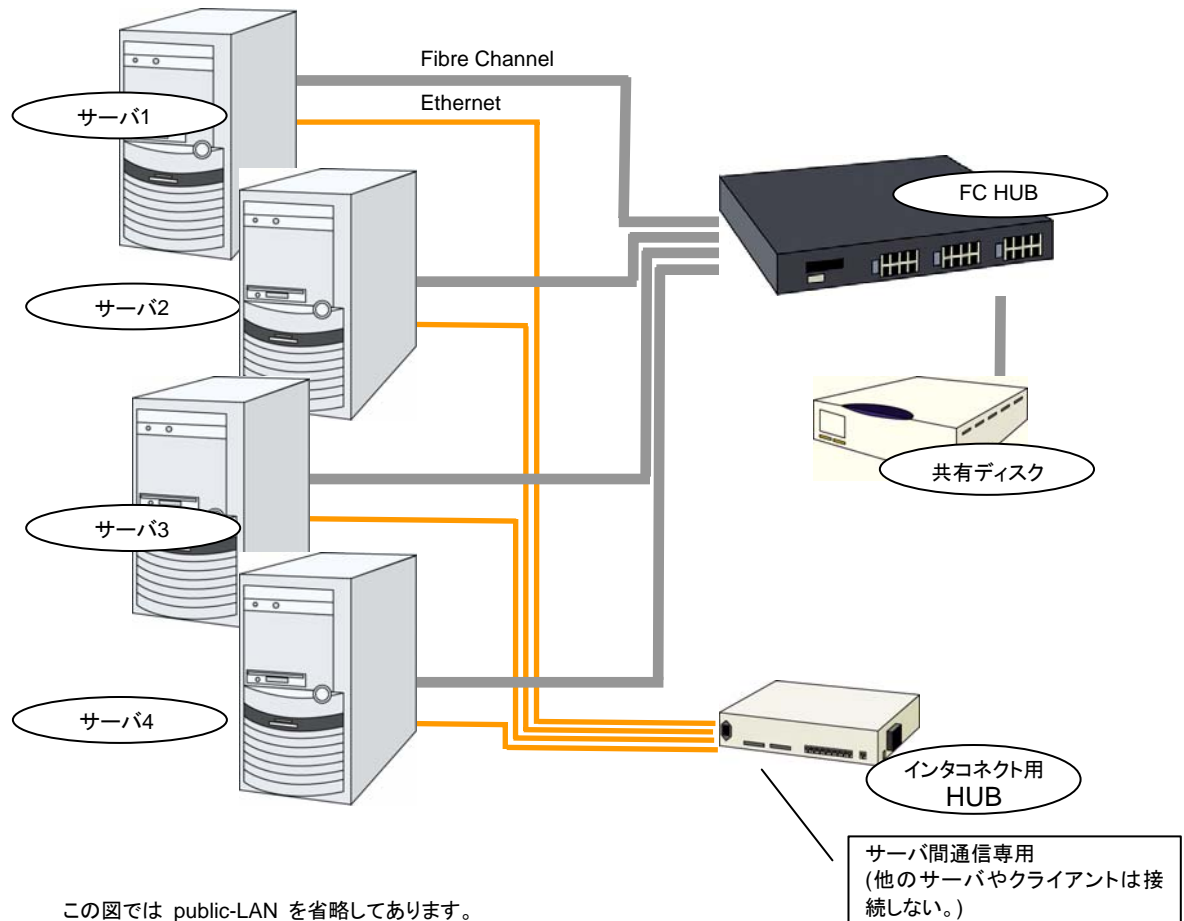 Fibre Channel
Ethernet
サーバ1
FC HUB
サーバ2
共有ディスク
サーバ3
サーバ4
インタコネクト用
HUB
サーバ間通信専用
(他のサーバやクライアントは接
続しない。)
この図では public-LAN を省略してあります。